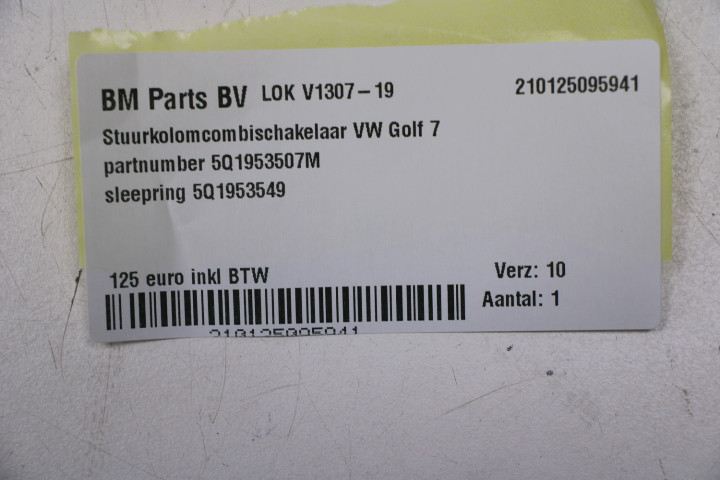 BM Parts BV LOK V1307-19 210125095941
Stuurkolomcombischakelaar VW Golf 7
partnumber 5Q1953507M
sleepring 5Q1953549
125 euro inkl BTW Verz: 10
Aantal: 1
210125095941